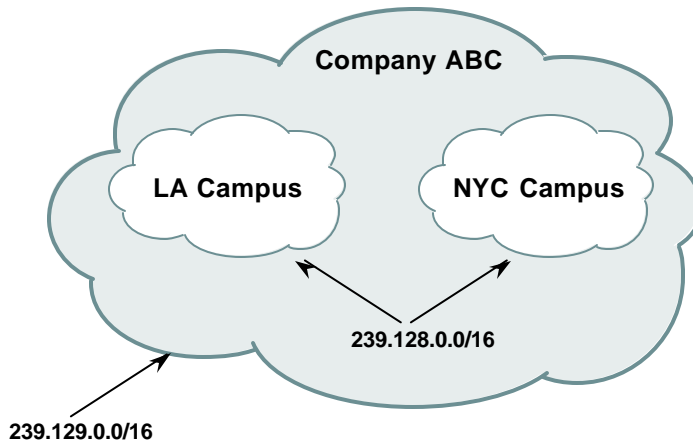 Company ABC
LA Campus
NYC Campus
239.128.0.0/16
239.129.0.0/16